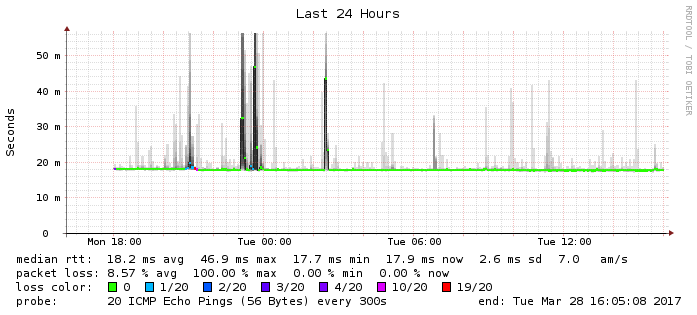 Last 24 Hours
RRDTOOL / TOBI OETIKER
Seconds
50 m
40 m
30 m
20 m
10 m
0
Mon 18:00 Tue 00:00 Tue 06:00 Tue 12:00
median rtt: 18.2 ms avg 46.9 ms max 17.7 ms min 17.9 ms now 2.6 ms sd 7.0 am/s
packet loss: 8.57 % avg 100.00 % max 0.00 % min 0.00 % now
loss color: 0 1/20 2/20 3/20 4/20 10/20 19/20
probe: 20 ICMP Echo Pings (56 Bytes) every 300s end: Tue Mar 28 16:05:08 2017